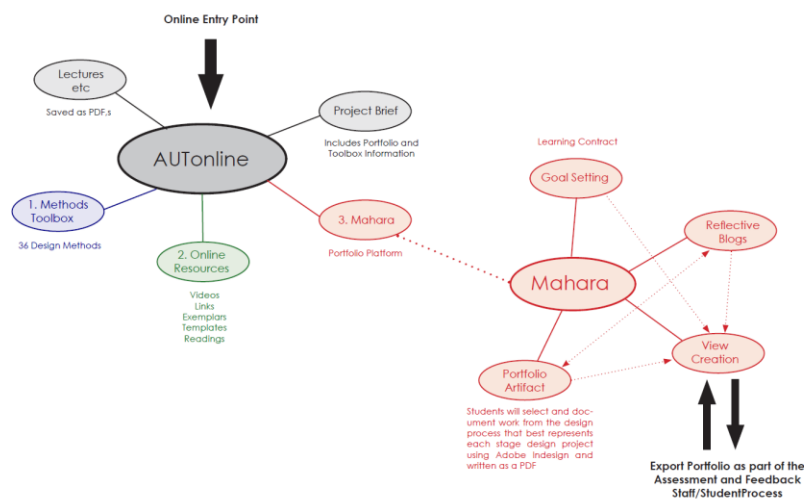 Online Entry Point
Lectures
etc
Saved as PDF,s
Project Brief
Includes Portfolio and
Toolbox Information
AUTonline
1. Methods
Toolbox
36 Design Methods
2. Online
Resources
Videos
Links
Exemplars
Templates
Readings
3. Mahara
Portfolio Platform
Learning Contract
Goal Setting
Reflective
Blogs
Mahara
View
Creation
Portfolio
Artifact
Students will select and doc-
ument work from the design
process that best represents
each stage design project
using Adobe Indesign and
written as a PDF
Export Portfolio as part of the
Assessment and Feedback
Staff/StudentProcess